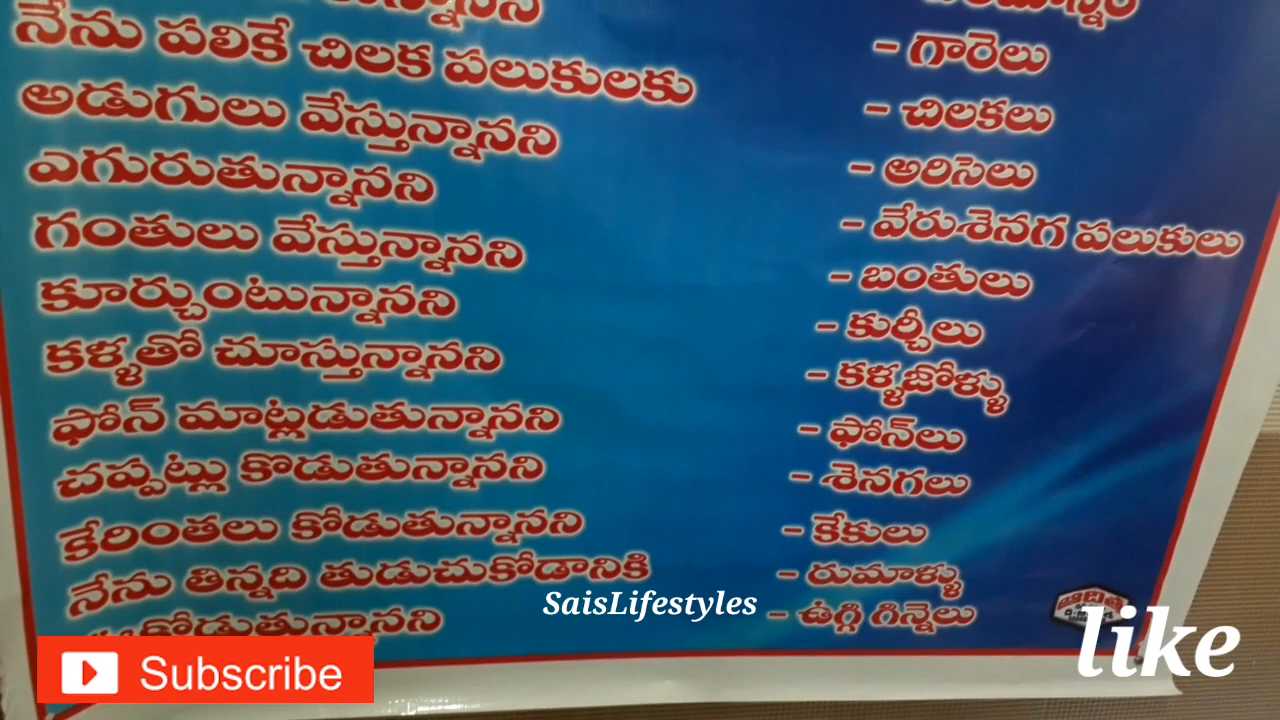 నేను పలికే చిలక పలుకులకు - గారెలు
అడుగులు వేస్తున్నానని - చిలకలు
ఎగురుతున్నానని - అరిసెలు
గంతులు వేస్తున్నానని - వేరుశెనగ పలుకులు
కూర్చుంటున్నానని - బంతులు
కళ్ళతో చూస్తున్నానని - కుర్చీలు
ఫోన్ మాట్లడుతున్నానని - కళ్ళజోళ్ళు
చప్పట్లు కొడుతున్నానని - ఫోన్‌లు
కేరింతలు కోడుతున్నానని - శెనగలు
నేను తిన్నది తుడుచుకోడానికి - కేకులు
- రుమాళ్ళు
- ఉగ్గి గిన్నెలు
SaisLifestyles
Subscribe
like